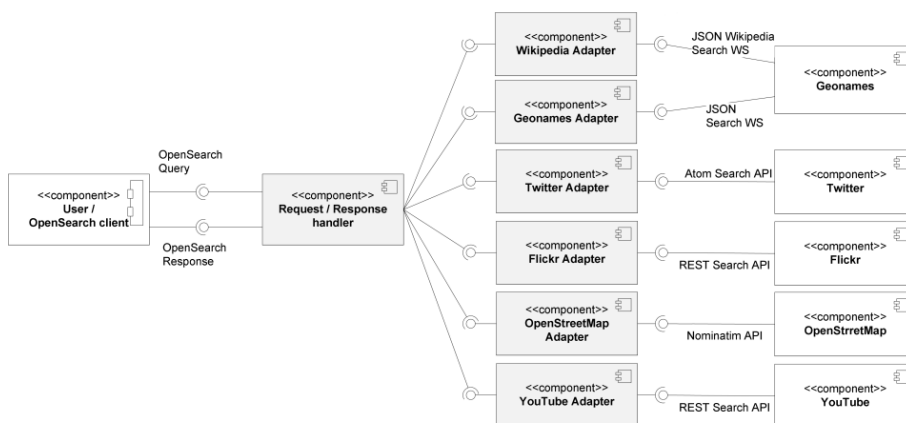 <<component>>
User /
OpenSearch client
OpenSearch
Query
OpenSearch
Response
<<component>>
Request / Response
handler
<<component>>
Wikipedia Adapter
<<component>>
Geonames Adapter
<<component>>
Twitter Adapter
<<component>>
Flickr Adapter
<<component>>
OpenStreetMap
Adapter
<<component>>
YouTube Adapter
JSON Wikipedia
Search WS
JSON
Search WS
Atom Search API
REST Search API
Nominatim API
REST Search API
<<component>>
Geonames
<<component>>
Twitter
<<component>>
Flickr
<<component>>
OpenStrretMap
<<component>>
YouTube